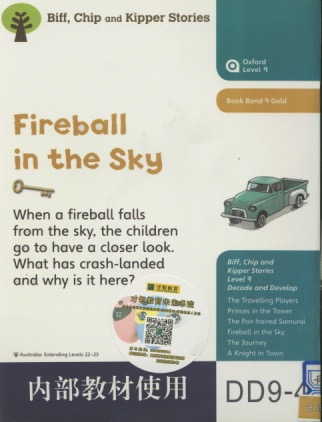 Biff, Chip and Kipper Stories
Oxford
Level 9
Book Band 9 Gold
Fireball
in the Sky
When a fireball falls
from the sky, the children
go to have a closer look.
What has crash-landed
and why is it here?
Biff, Chip and
Kipper Stories
Level 9
Decode and Develop
The Travelling Players
Princes in the Tower
The Fair-haired Samurai
Fireball in the Sky
The Journey
A Knight in Town
Australia: Extending Levels 22–23
内部教材使用
DD9-4